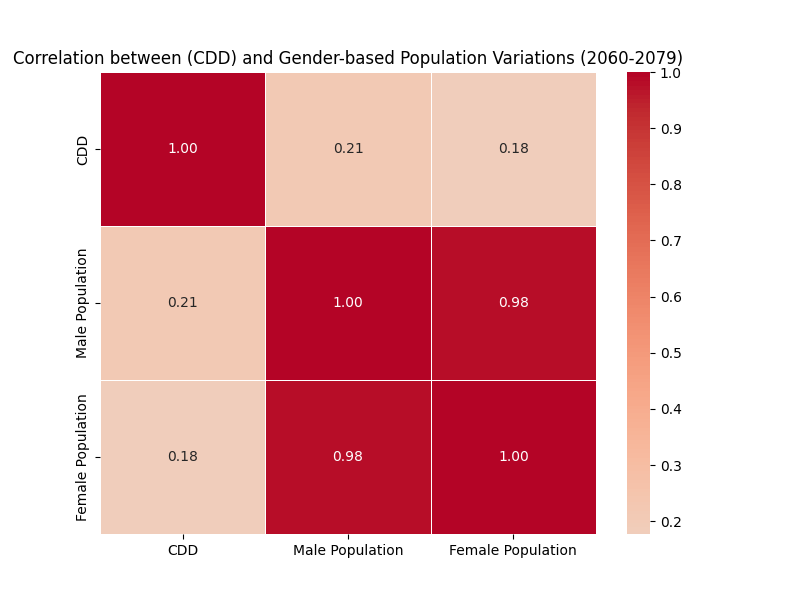 Correlation between (CDD) and Gender-based Population Variations (2060-2079)
CDD
1.00
0.21
0.18
Male Population
0.21
1.00
0.98
Female Population
0.18
0.98
1.00
CDD
Male Population
Female Population
1.0
0.9
0.8
0.7
0.6
0.5
0.4
0.3
0.2